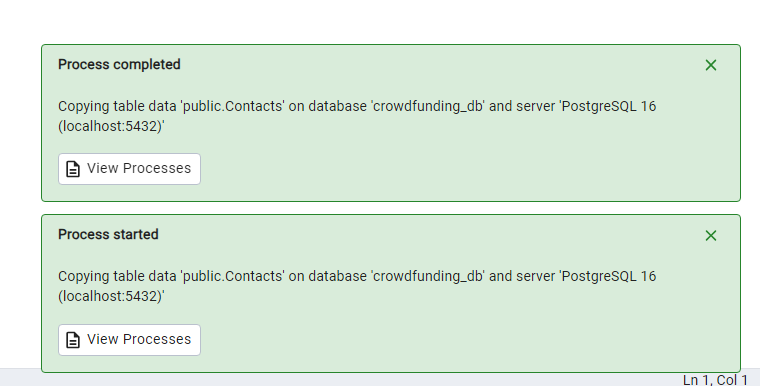 Process completed
Copying table data 'public.Contacts' on database 'crowdfunding_db' and server 'PostgreSQL 16
(localhost:5432)'
View Processes
Process started
Copying table data 'public.Contacts' on database 'crowdfunding_db' and server 'PostgreSQL 16
(localhost:5432)'
View Processes
Ln 1, Col 1